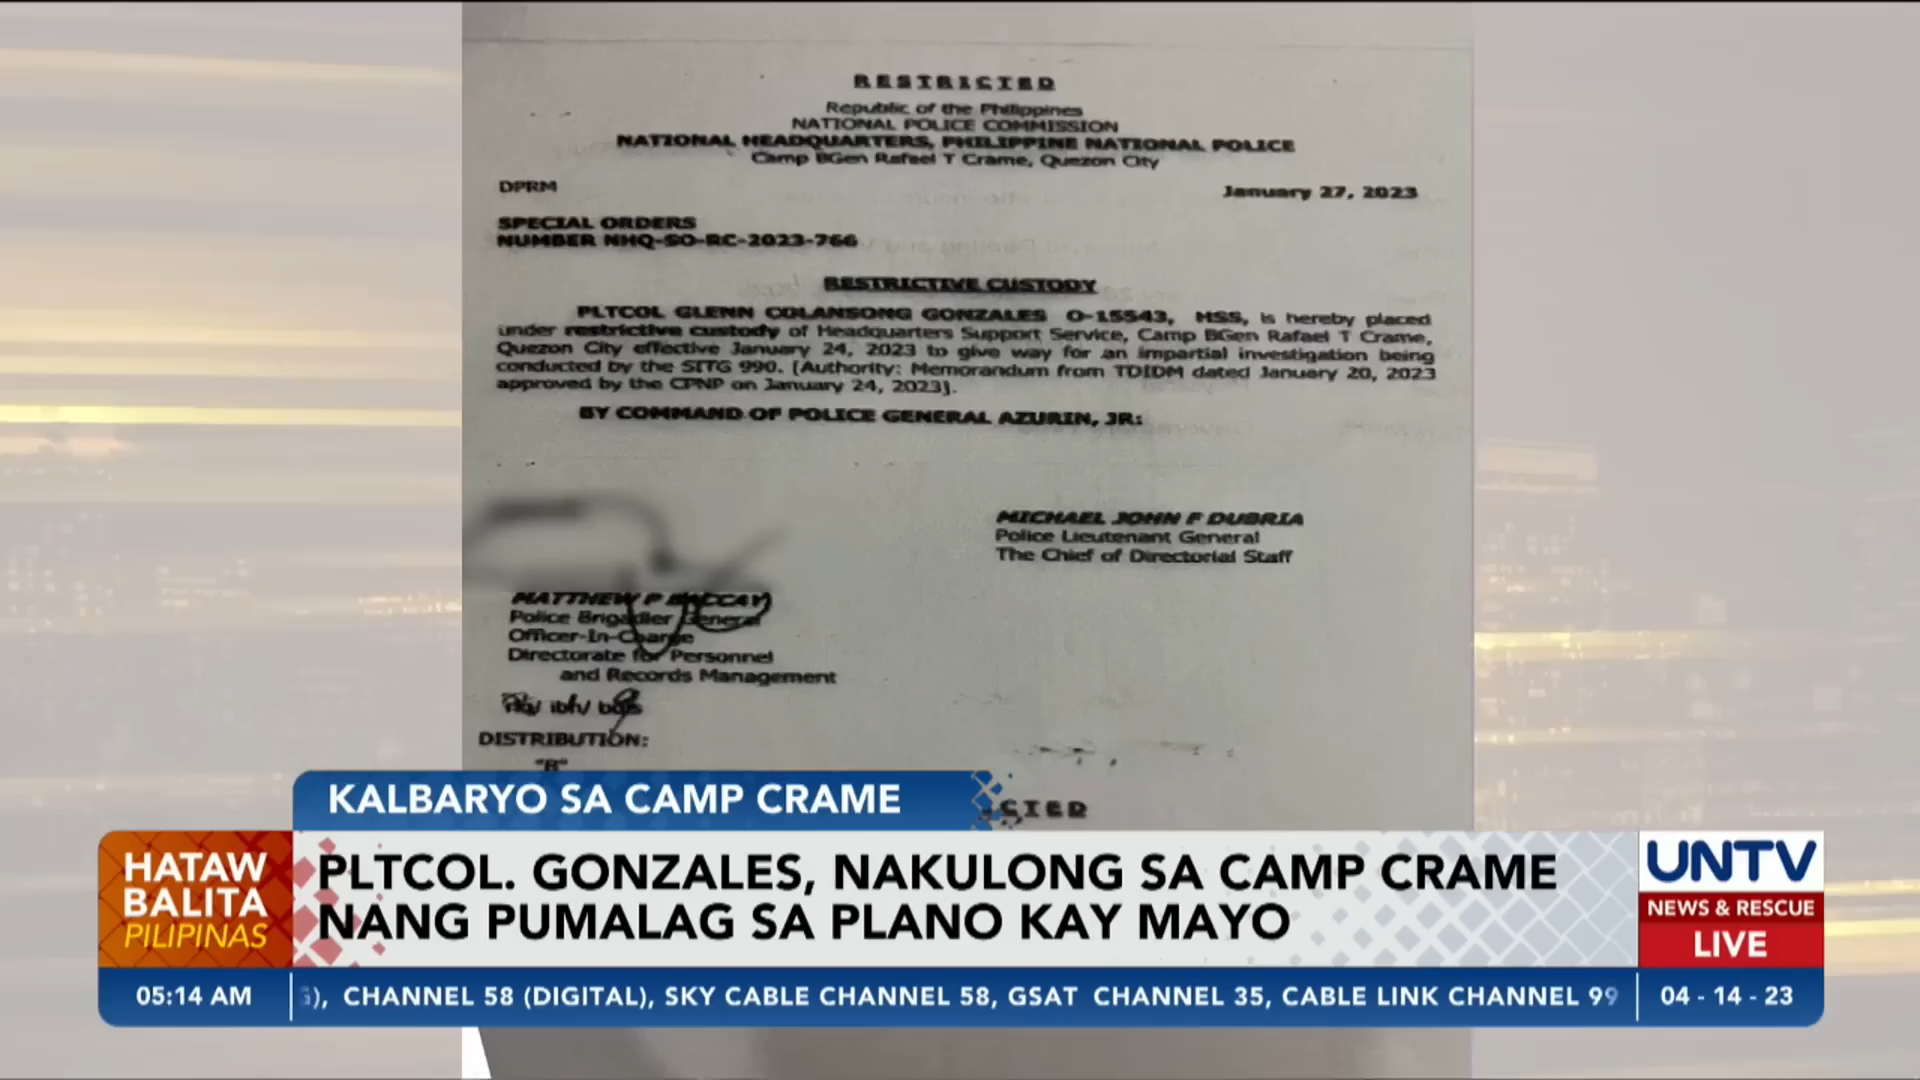 RESTRICTED
Republic of the Philippines
NATIONAL POLICE COMMISSION
NATIONAL HEADQUARTERS, PHILIPPINE NATIONAL POLICE
Camp BGen Rafael T Crame, Quezon City
DPRM
January 27, 2023
SPECIAL ORDERS
NUMBER NHQ-SO-RC-2023-766
RESTRICTIVE CUSTODY
PLTCOL GLENN COLANSONG GONZALES O-15543, HSS, is hereby placed
under restrictive custody of Headquarters Support Service, Camp BGen Rafael T Crame,
Quezon City effective January 24, 2023 to give way for an impartial investigation being
conducted by the SITG 990. [Authority: Memorandum from TDIDM dated January 20, 2023
approved by the CPNP on January 24, 2023].
BY COMMAND OF POLICE GENERAL AZURIN, JR:
MICHAEL JOHN F DUBRIA
Police Lieutenant General
The Chief of Directorial Staff
MATTHEW P BACCAY
Police Brigadier General
Officer-In-Charge
Directorate for Personnel
and Records Management
DISTRIBUTION:
KALBARYO SA CAMP CRAME
HATAW
BALITA
PILIPINAS
PLTCOL. GONZALES, NAKULONG SA CAMP CRAME
NANG PUMALAG SA PLANO KAY MAYO
UNTV
NEWS & RESCUE
LIVE
05:14 AM
), CHANNEL 58 (DIGITAL), SKY CABLE CHANNEL 58, GSAT CHANNEL 35, CABLE LINK CHANNEL 99
04 - 14 - 23